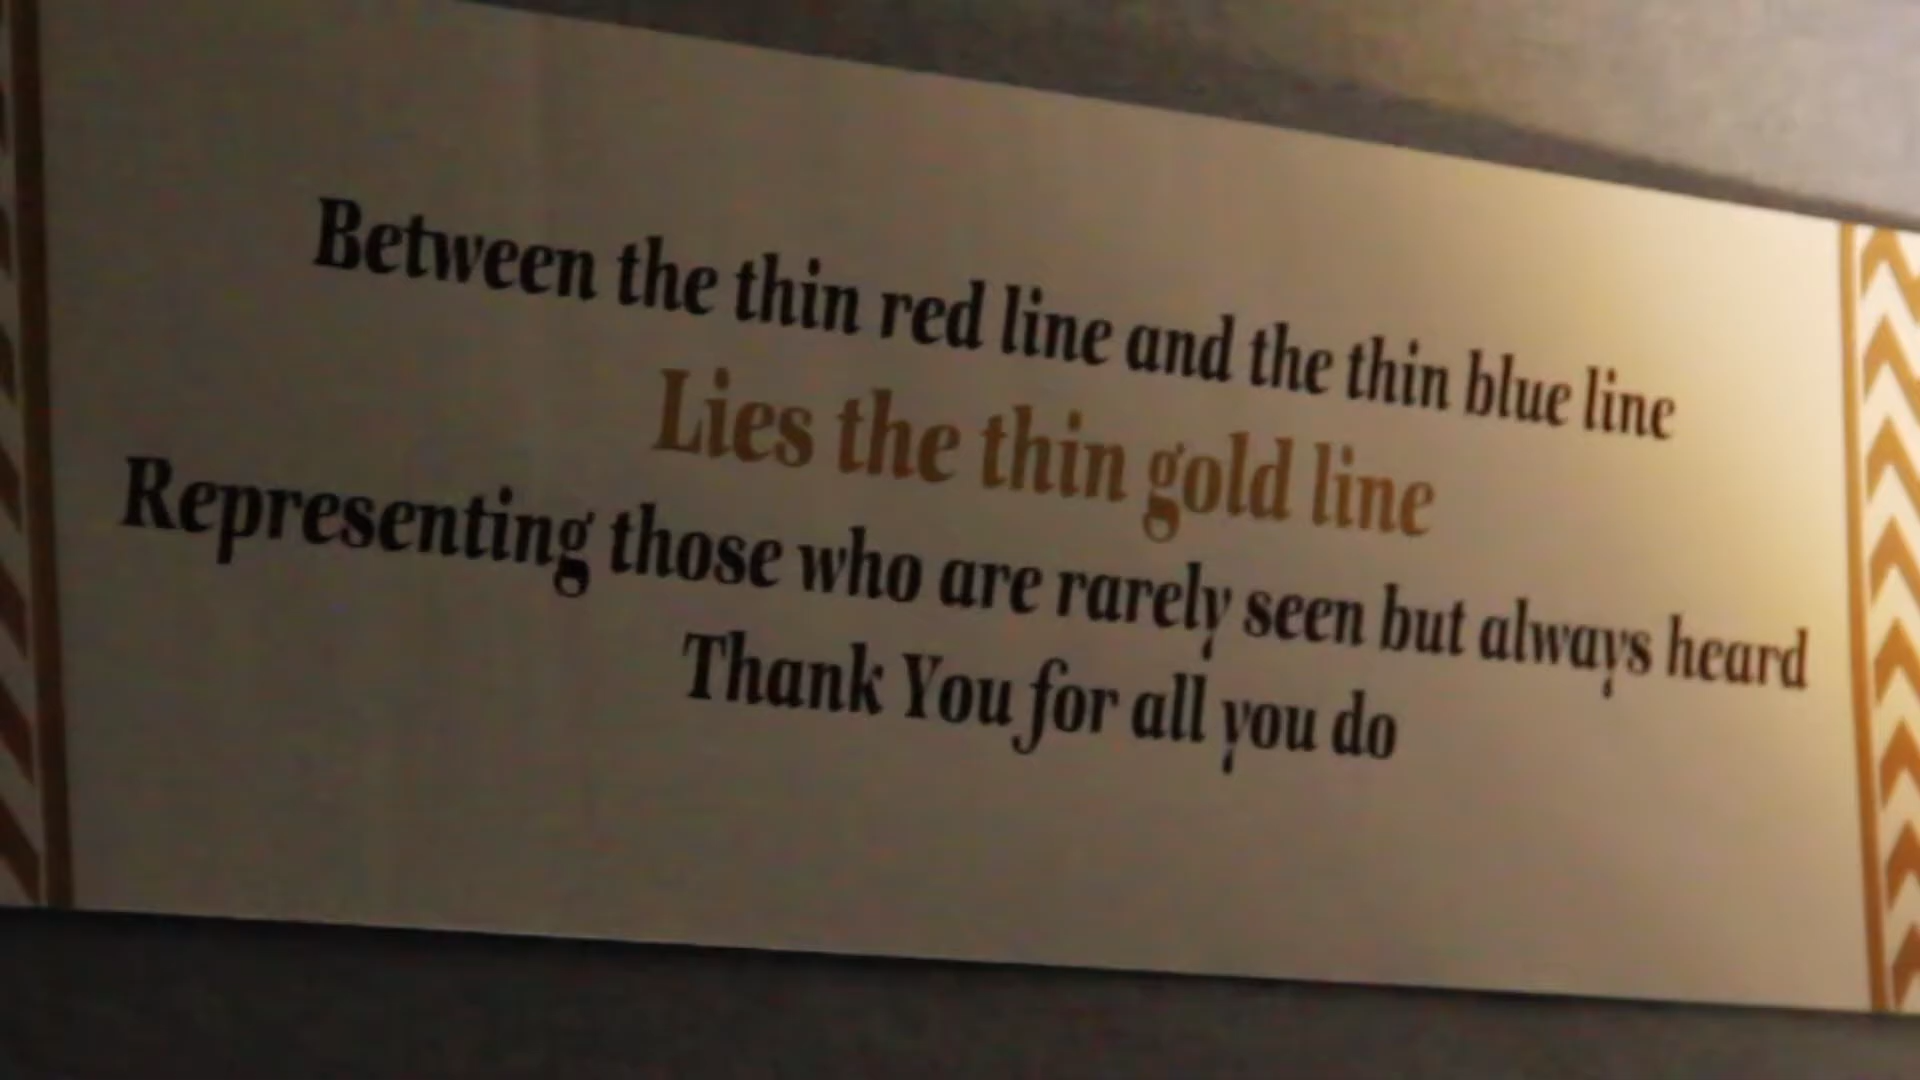 Between the thin red line and the thin blue line
Lies the thin gold line
Representing those who are rarely seen but always heard
Thank You for all you do